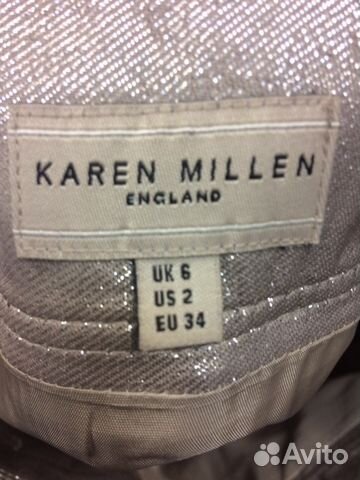 KAREN MILLEN
ENGLAND
UK 6
US 2
EU 34
Avito